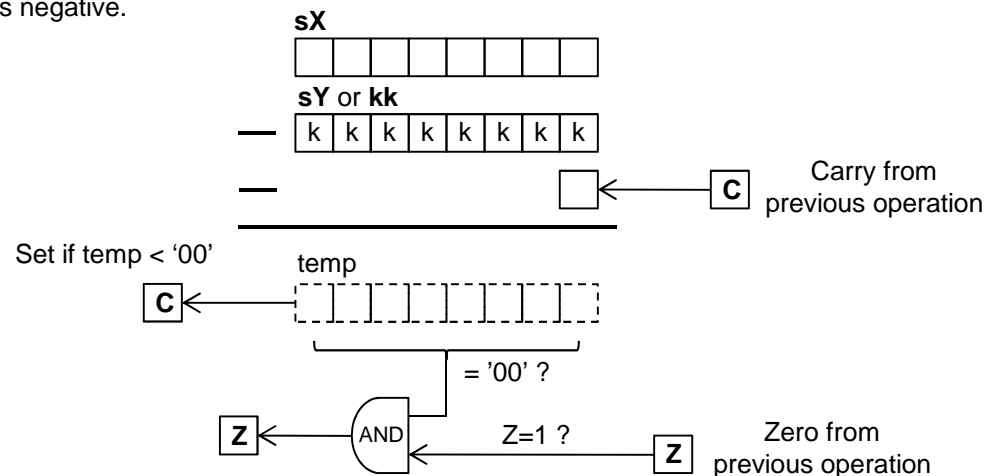 s negative.
sX
sY or kk
k k k k k k k k
C
Carry from
previous operation
Set if temp < ‘00’
temp
C
= ’00’ ?
Z
AND
Z=1 ?
Z
Zero from
previous operation